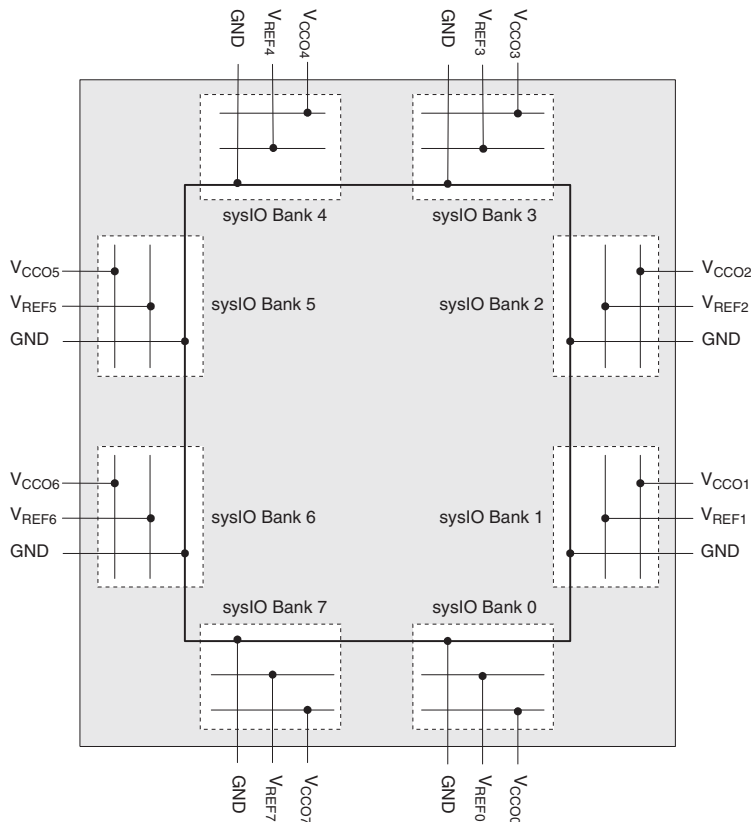 GND
VREF4
VCCO4
GND
VREF3
VCCO3
sysIO Bank 4
sysIO Bank 3
VCCO5
VREF5
GND
sysIO Bank 5
sysIO Bank 2
VCCO2
VREF2
GND
VCCO6
VREF6
GND
sysIO Bank 6
sysIO Bank 1
VCCO1
VREF1
GND
sysIO Bank 7
sysIO Bank 0
GND
VREF7
VCCO7
GND
VREF0
VCCO0